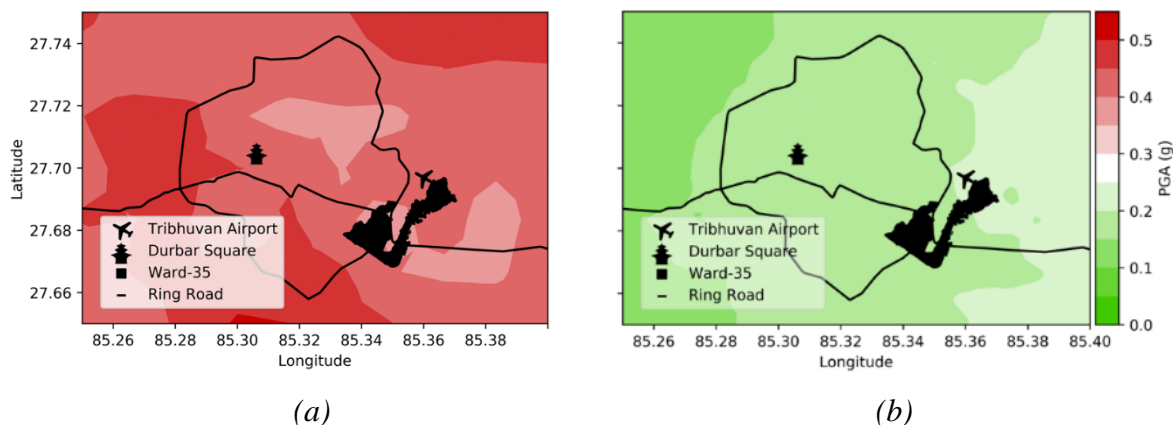 27.74
27.72
27.70
27.68
27.66
Latitude
Tribhuvan Airport
Durbar Square
Ward-35
Ring Road
85.26 85.30 85.32 85.34 85.36 85.38
Longitude
(a)
Tribhuvan Airport
Durbar Square
Ward-35
Ring Road
85.26 85.28 85.30 85.32 85.34 85.36 85.38 85.40
Longitude
(b)
0.5
0.4
0.3
0.2
0.1
0.0
PGA (g)